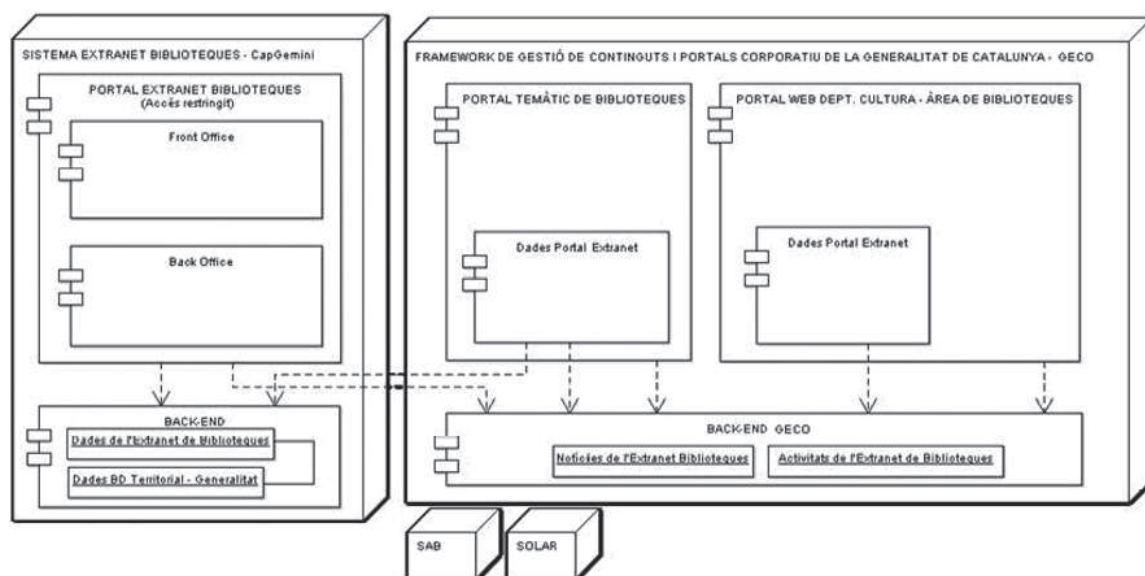 SISTEMA EXTRANET BIBLIOTEQUES - CapGemini
PORTAL EXTRANET BIBLIOTEQUES
(Accés restringit)
Front Office
Back Office
BACK-END
Dades de l'Extranet de Biblioteques
Dades BD Territorial - Generalitat
FRAMEWORK DE GESTIÓ DE CONTINGUTS I PORTALS CORPORATIU DE LA GENERALITAT DE CATALUNYA - GECO
PORTAL TEMÀTIC DE BIBLIOTEQUES
Dades Portal Extranet
PORTAL WEB DEPT. CULTURA - ÀREA DE BIBLIOTEQUES
Dades Portal Extranet
BACK-END GECO
Notícies de l'Extranet Biblioteques
Activitats de l'Extranet de Biblioteques
SAB
SOLAR